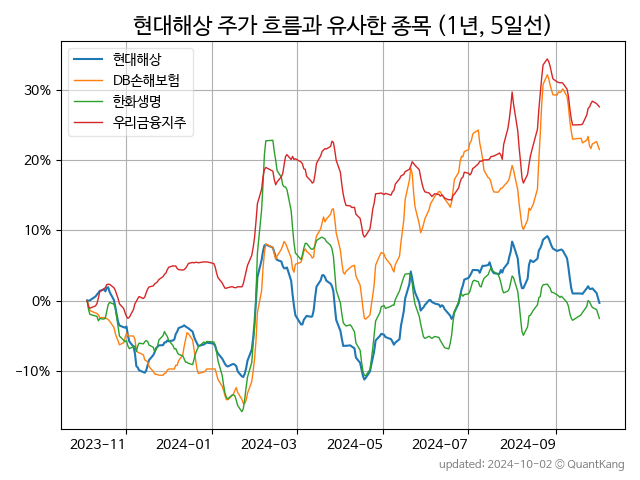 현대해상 주가 흐름과 유사한 종목 (1년, 5일선)
현대해상
DB손해보험
한화생명
우리금융지주
30%
20%
10%
0%
−10%
2023-11
2024-01
2024-03
2024-05
2024-07
2024-09
updated: 2024-10-02 © QuantKang